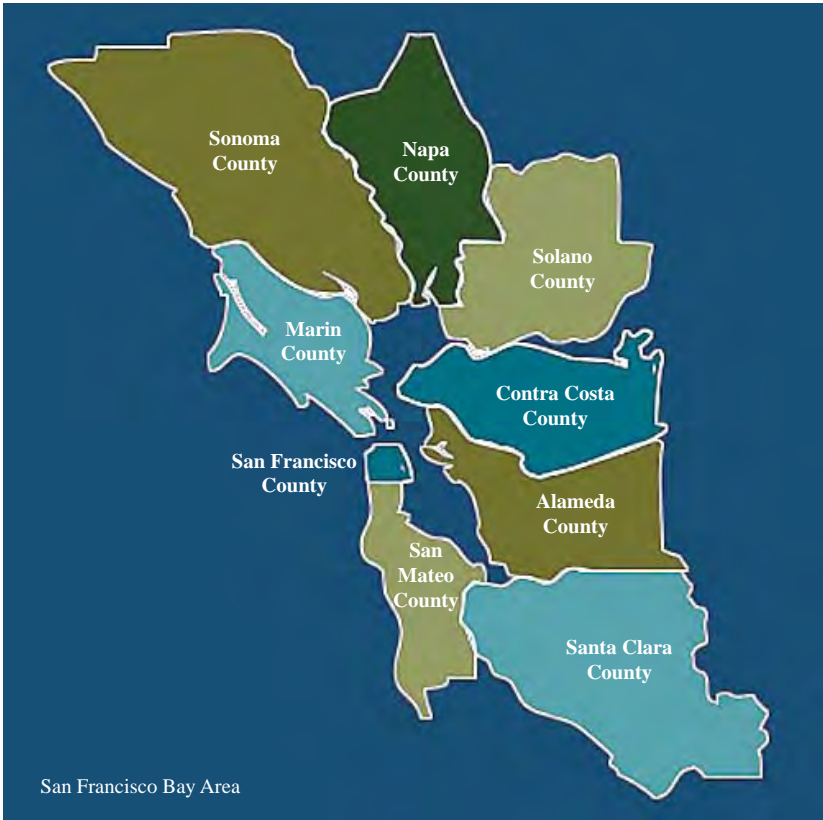 Sonoma
County
Napa
County
Solano
County
Marin
County
Contra Costa
County
San Francisco
County
Alameda
County
San
Mateo
County
Santa Clara
County
San Francisco Bay Area